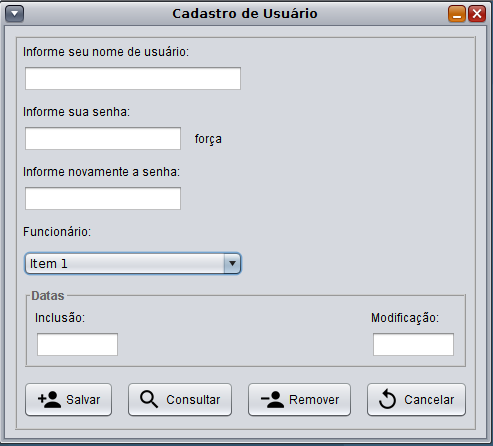 Cadastro de Usuário
Informe seu nome de usuário:
Informe sua senha:
força
Informe novamente a senha:
Funcionário:
Item 1
Datas
Inclusão: Modificação:
Salvar Consultar Remover Cancelar